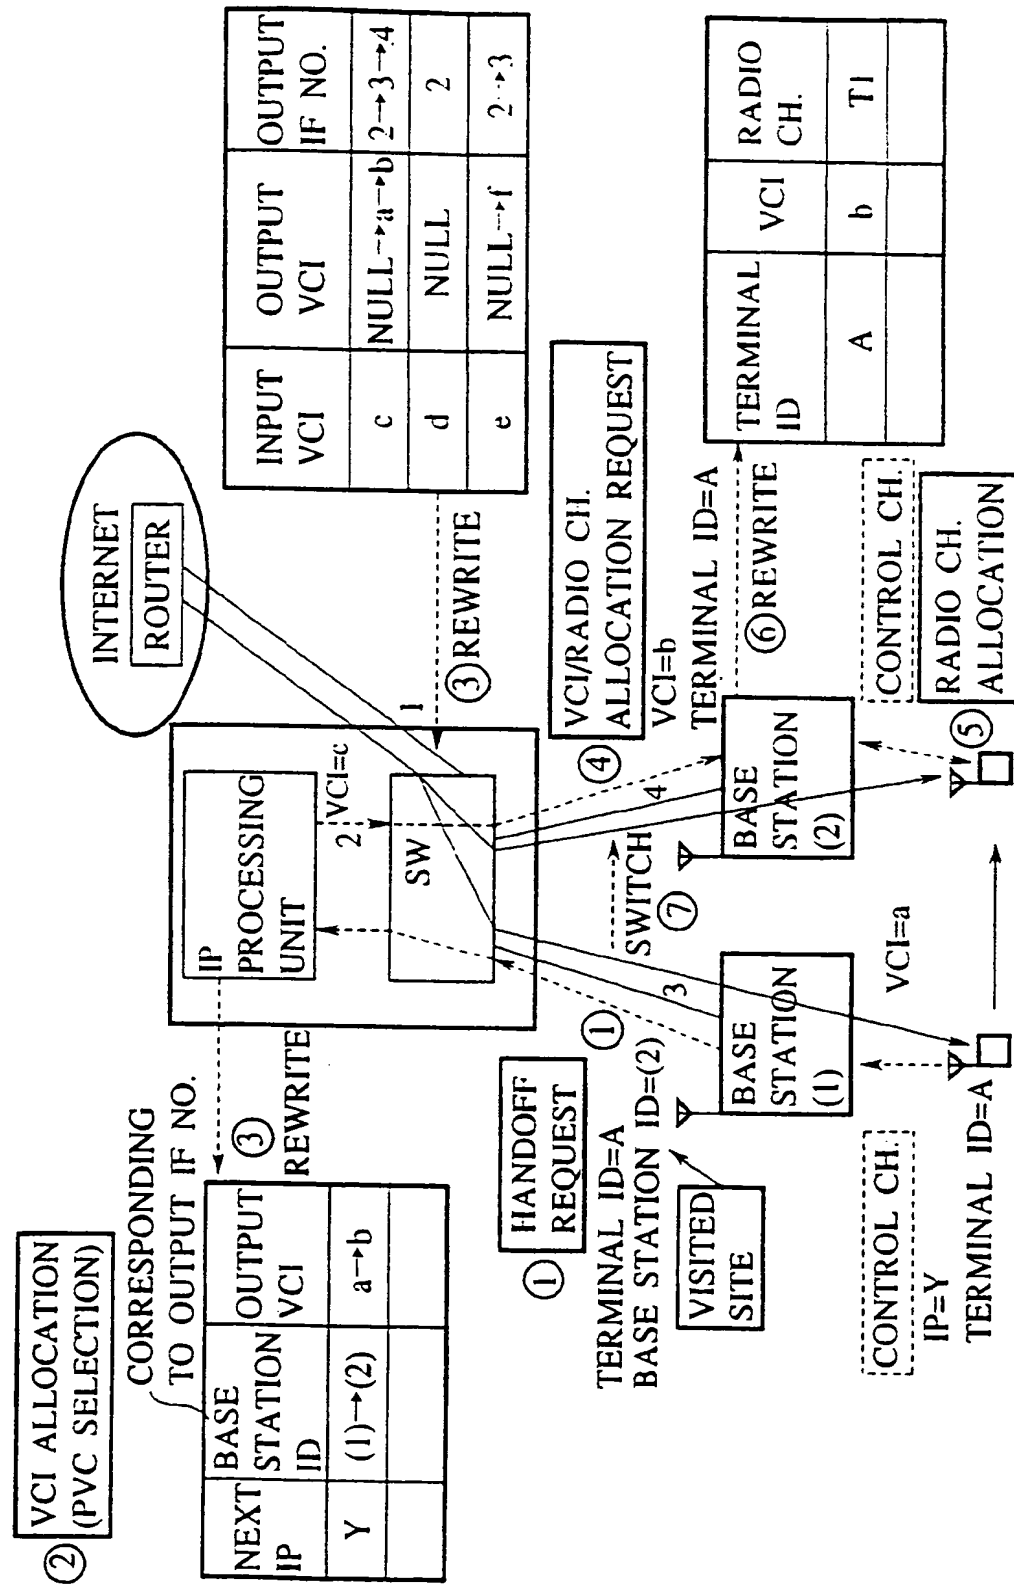 ② VCI ALLOCATION
(PVC SELECTION)
CORRESPONDING
TO OUTPUT IF NO.
NEXT
IP
BASE
STATION
ID
OUTPUT
VCI
Y
(1)→(2)
a→b
③
REWRITE
INTERNET
ROUTER
IP
PROCESSING
UNIT
2
VCI=c
SW
1
③ REWRITE
INPUT
VCI
OUTPUT
VCI
OUTPUT
IF NO.
c
NULL→a→b
2→3→4
d
NULL
2
e
NULL→f
2→3
① HANDOFF
REQUEST
①
TERMINAL ID=A
BASE STATION ID=(2)
VISITED
SITE
3
SWITCH
⑦
4
④ VCI/RADIO CH.
ALLOCATION REQUEST
VCI=b
TERMINAL ID=A
BASE
STATION
(1)
BASE
STATION
(2)
⑥ REWRITE
TERMINAL
ID
VCI
RADIO
CH.
A
b
T1
CONTROL CH.
IP=Y
TERMINAL ID=A
VCI=a
CONTROL CH.
⑤ RADIO CH.
ALLOCATION